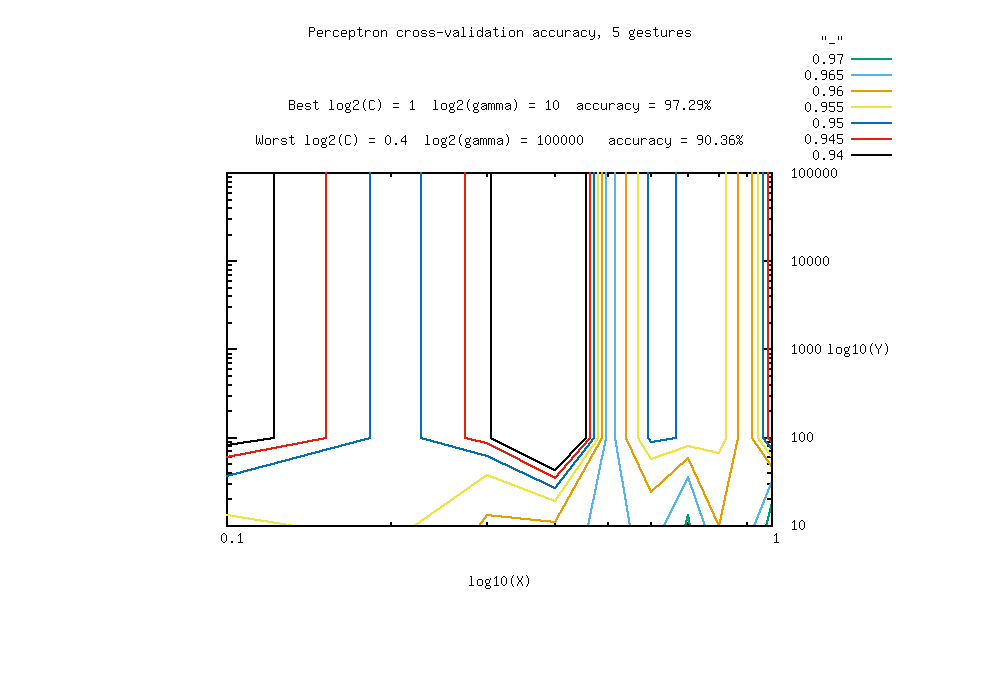 Perceptron cross-validation accuracy, 5 gestures
"_"
0.97
0.965
0.96
0.955
0.95
0.945
0.94
Best log2(C) = 1  log2(gamma) = 10  accuracy = 97.29%
Worst log2(C) = 0.4  log2(gamma) = 100000   accuracy = 90.36%
100000
10000
1000 log10(Y)
100
10
0.1 1
log10(X)